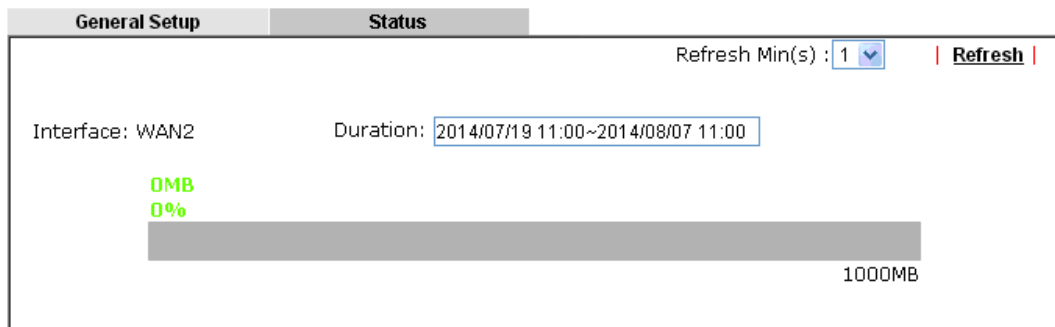 General Setup Status
Refresh Min(s) : 1 | Refresh |
Interface: WAN2 Duration: 2014/07/19 11:00~2014/08/07 11:00
0MB
0%
1000MB